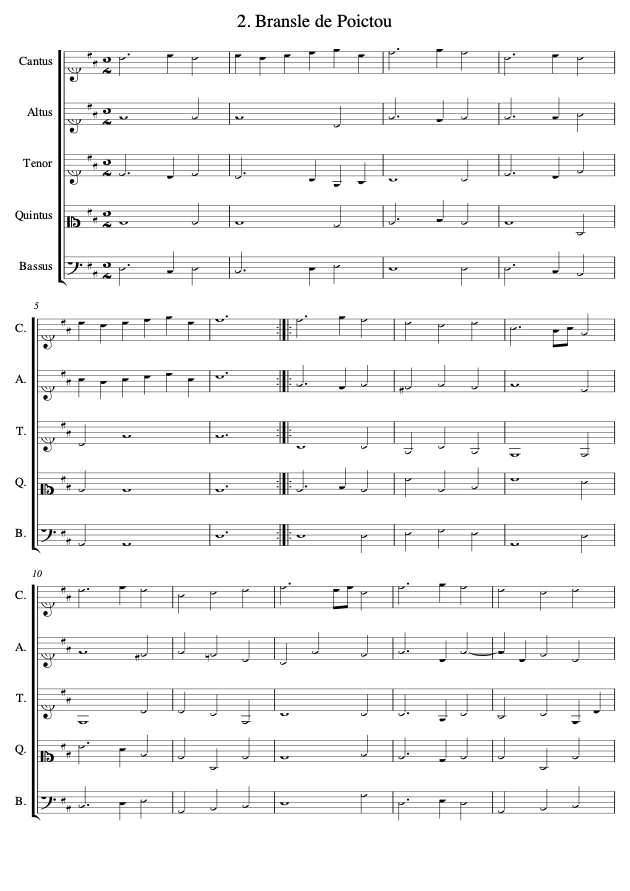 2. Bransle de Poictou
Cantus
Altus
Tenor
Quintus
Bassus
5
C.
A.
T.
Q.
B.
10
C.
A.
T.
Q.
B.